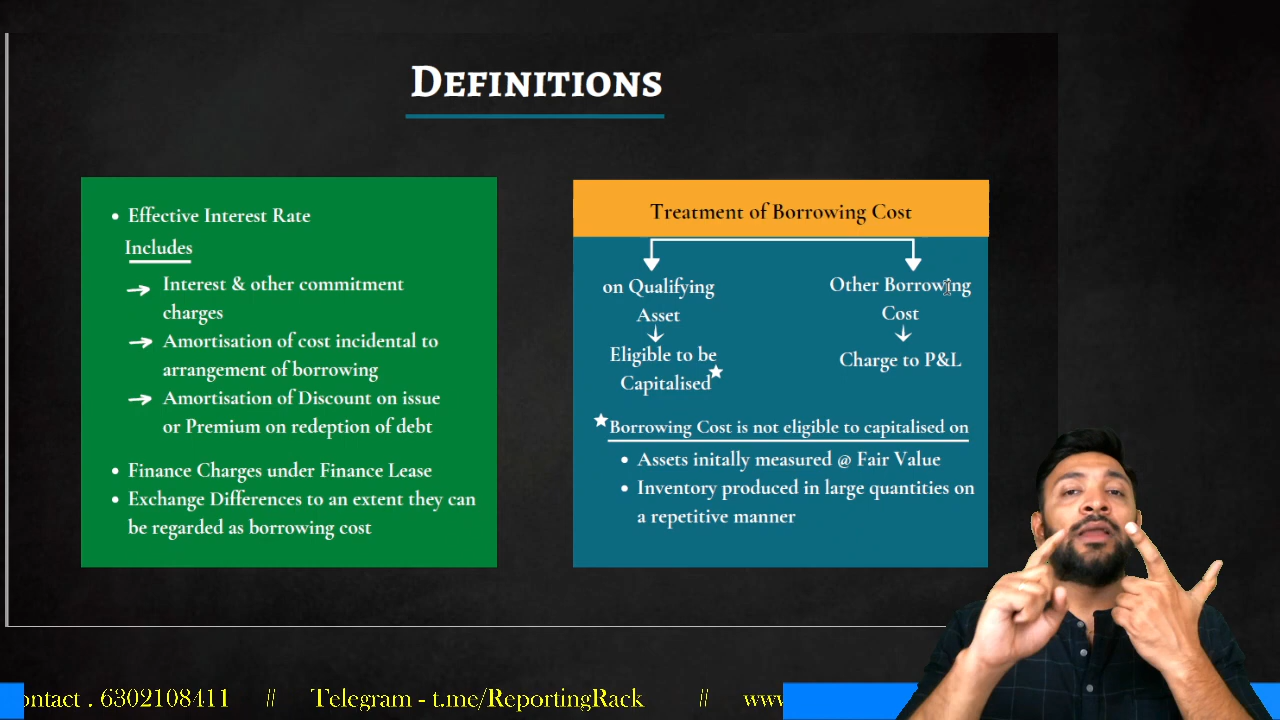 DEFINITIONS
• Effective Interest Rate
Includes
Interest & other commitment
charges
Amortisation of cost incidental to
arrangement of borrowing
Amortisation of Discount on issue
or Premium on redeption of debt
• Finance Charges under Finance Lease
• Exchange Differences to an extent they can
be regarded as borrowing cost
Treatment of Borrowing Cost
on Qualifying
Asset
Eligible to be
Capitalised
Other Borrowing
Cost
Charge to P&L
Borrowing Cost is not eligible to capitalised on
• Assets initally measured @ Fair Value
• Inventory produced in large quantities on
a repetitive manner
ontact . 6302108411 // Telegram - t.me/ReportingRack // www